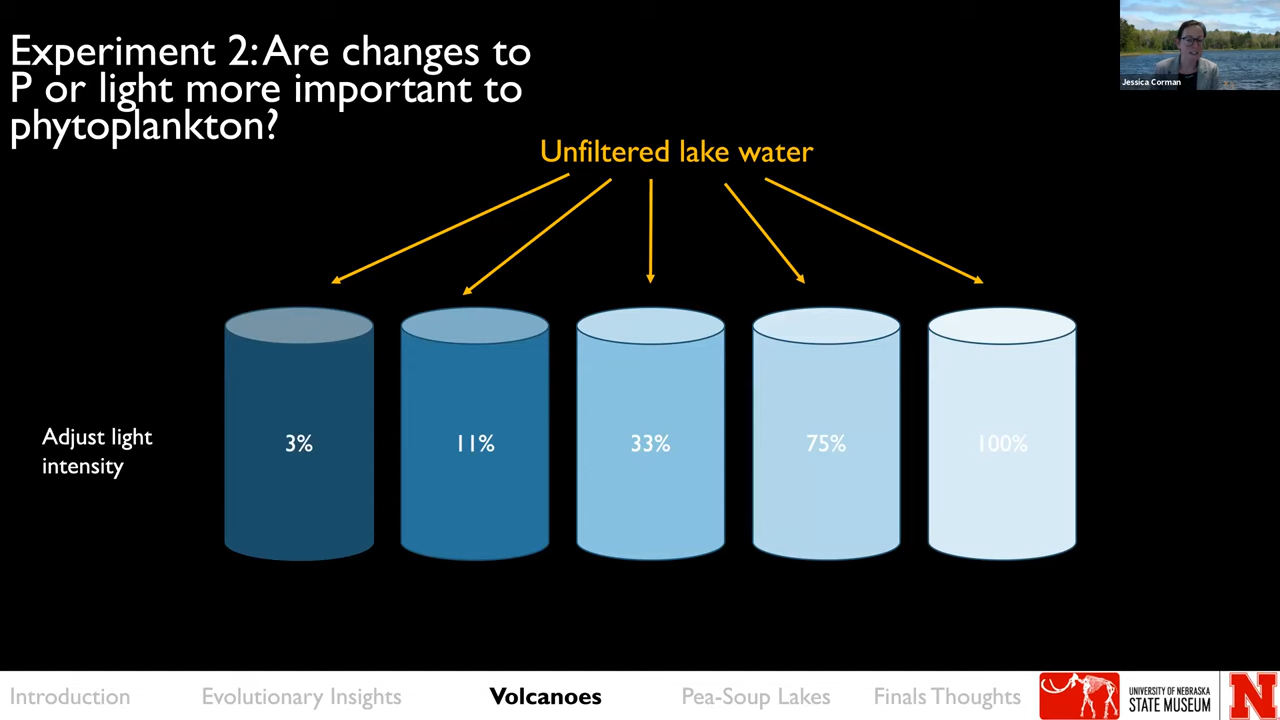 Experiment 2: Are changes to
P or light more important to
phytoplankton?
Jessica Corman
Unfiltered lake water
Adjust light
intensity
3%
11%
33%
75%
100%
Introduction
Evolutionary Insights
Volcanoes
Pea-Soup Lakes
Finals Thoughts
UNIVERSITY OF NEBRASKA
STATE MUSEUM
N